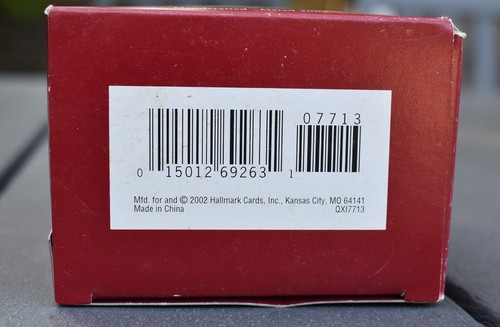 07713
0 15012 69263 1
Mfd. for and © 2002 Hallmark Cards, Inc., Kansas City, MO 64141
Made in China QXI7713